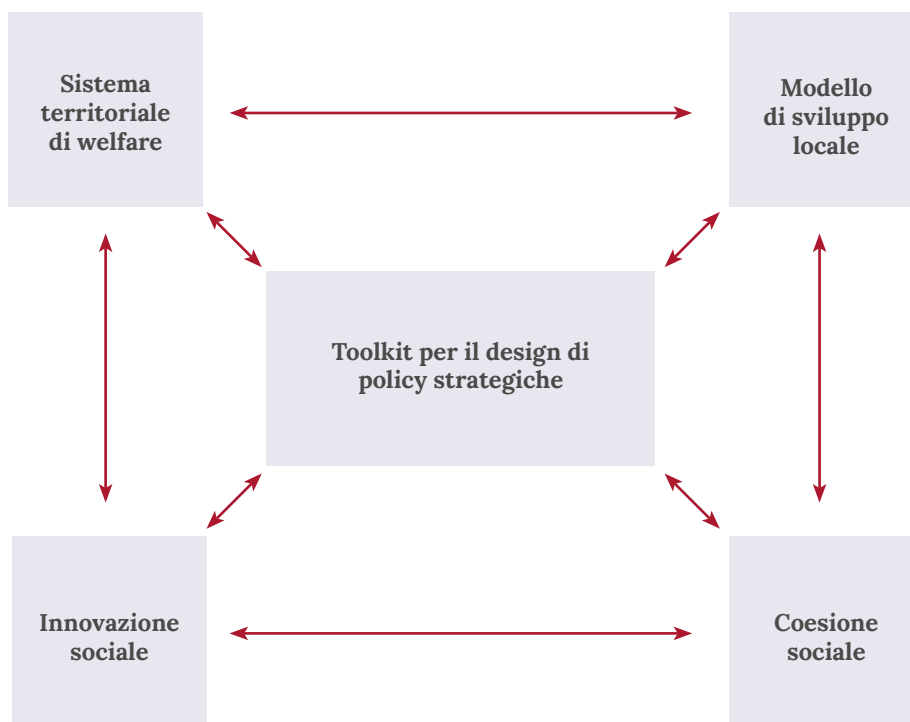 Sistema
territoriale
di welfare
Modello
di sviluppo
locale
Toolkit per il design di
policy strategiche
Innovazione
sociale
Coesione
sociale